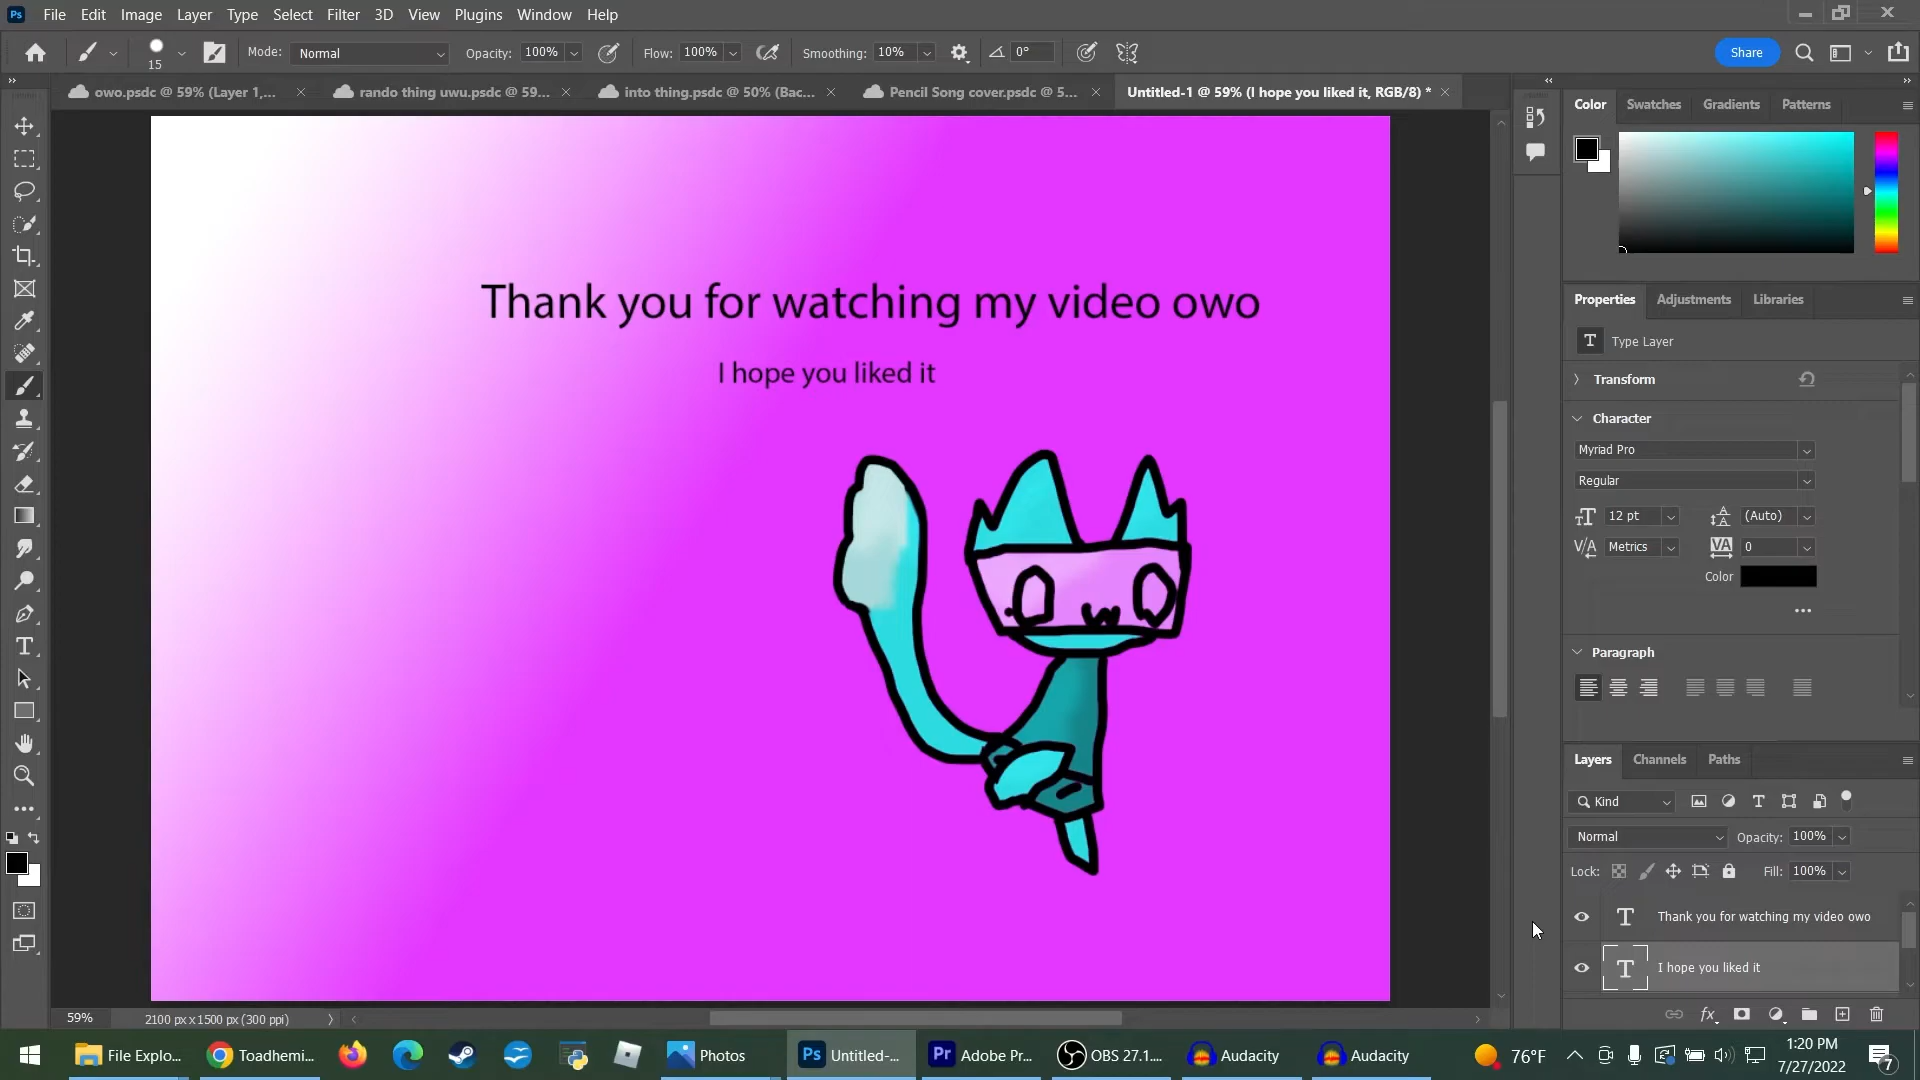 Ps File Edit Image Layer Type Select Filter 3D View Plugins Window Help
15 Mode: Normal Opacity: 100% Flow: 100% Smoothing: 10% 0° Share
owo.psdc @ 59% (Layer 1,... rando thing uwu.psdc @ 59... into thing.psdc @ 50% (Bac... Pencil Song cover.psdc @ 5... Untitled-1 @ 59% (I hope you liked it, RGB/8) *
Color Swatches Gradients Patterns
Thank you for watching my video owo
I hope you liked it
Properties Adjustments Libraries
T Type Layer
Transform
Character
Myriad Pro
Regular
12 pt (Auto)
Metrics 0
Color
Paragraph
Layers Channels Paths
Kind
Normal Opacity: 100%
Lock: Fill: 100%
T Thank you for watching my video owo
T I hope you liked it
59% 2100 px x 1500 px (300 ppi)
File Explo... Toadhemi... Photos Ps Untitled-... Pr Adobe Pr... OBS 27.1.... Audacity Audacity 76°F 1:20 PM
7/27/2022 7